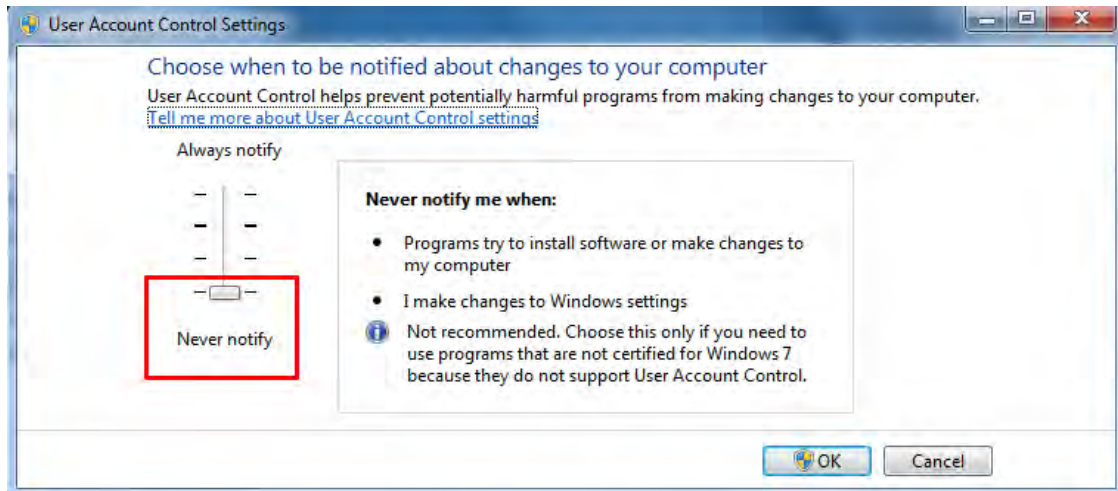 User Account Control Settings
Choose when to be notified about changes to your computer
User Account Control helps prevent potentially harmful programs from making changes to your computer.
Tell me more about User Account Control settings
Always notify
Never notify
Never notify me when:
• Programs try to install software or make changes to
my computer
• I make changes to Windows settings
Not recommended. Choose this only if you need to
use programs that are not certified for Windows 7
because they do not support User Account Control.
OK
Cancel